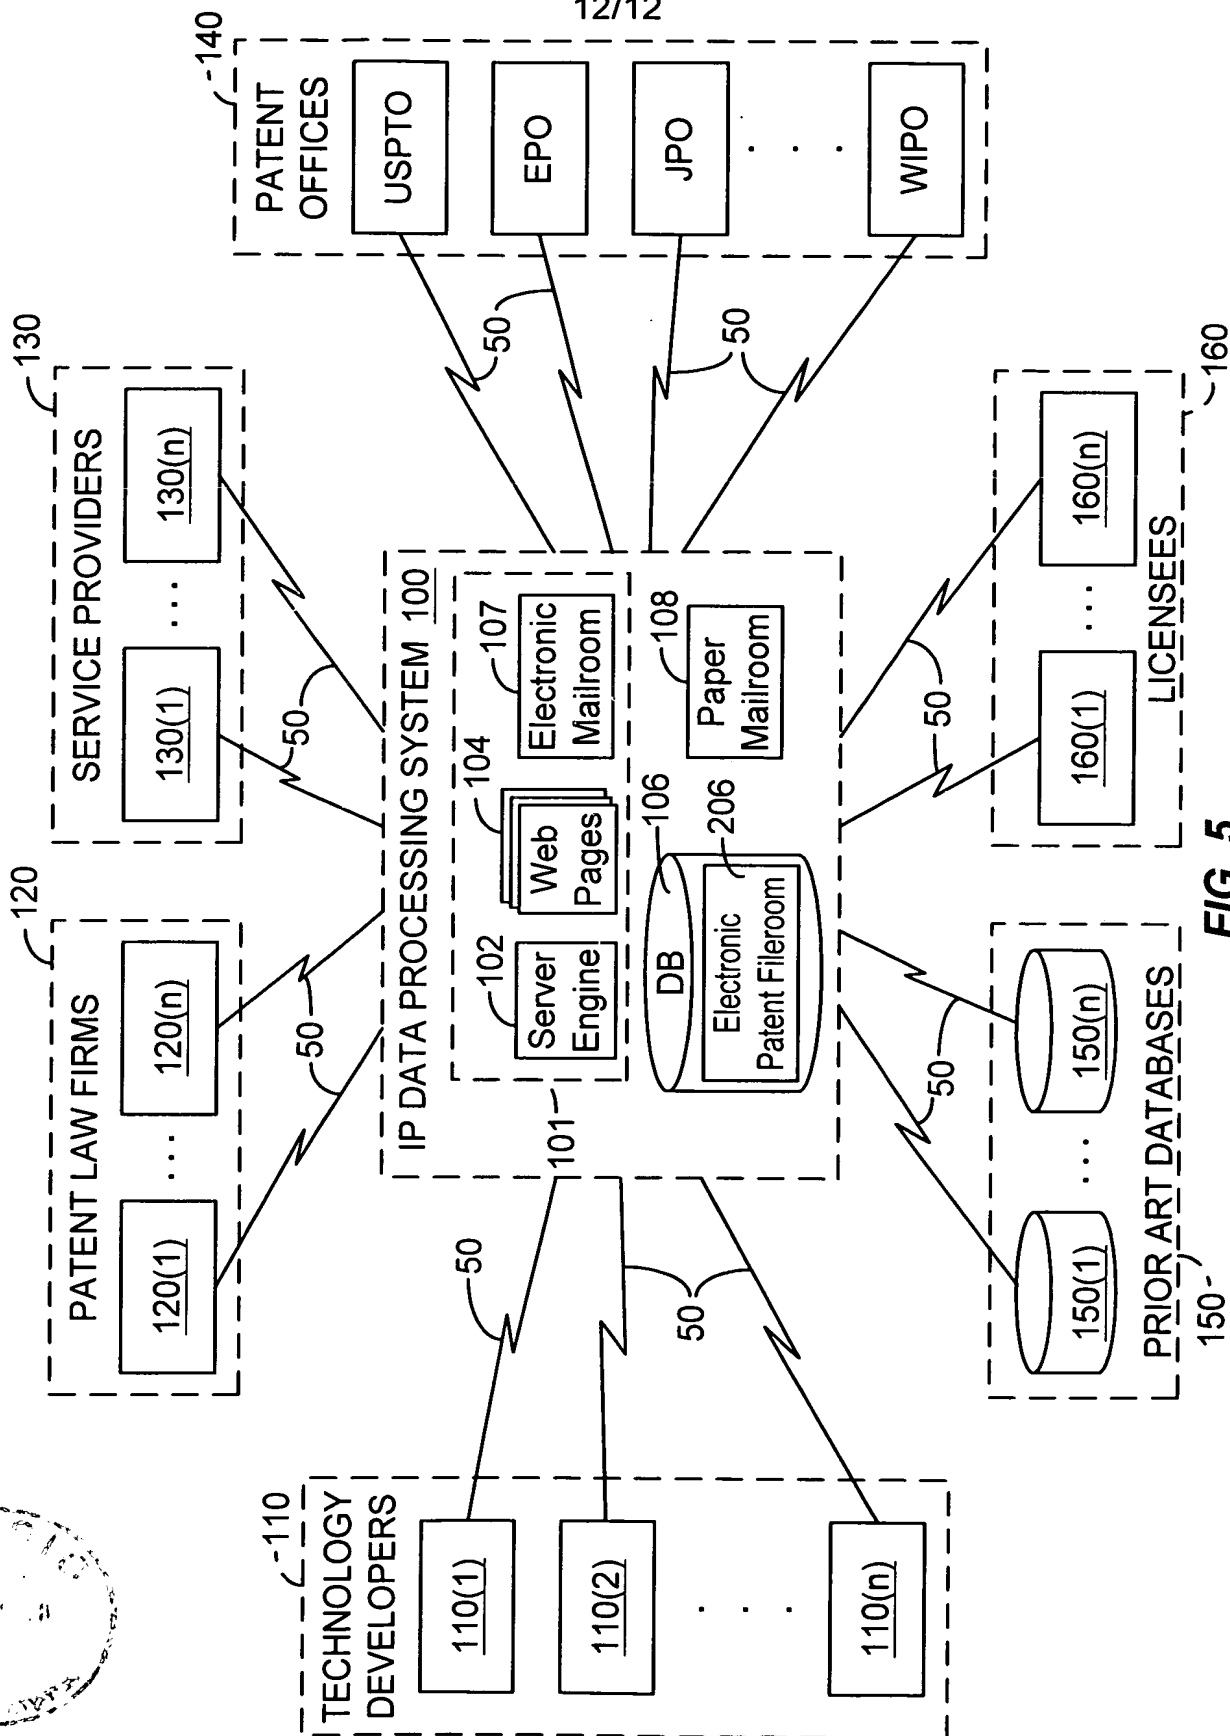 12/12
120
PATENT LAW FIRMS
120(1)
. . .
120(n)
50
130
SERVICE PROVIDERS
130(1)
. . .
130(n)
50
110
TECHNOLOGY
DEVELOPERS
110(1)
110(2)
. . .
110(n)
50
50
IP DATA PROCESSING SYSTEM 100
101
102
Server
Engine
104
Web
Pages
107
Electronic
Mailroom
106
DB
206
Electronic
Patent Fileroom
108
Paper
Mailroom
140
PATENT
OFFICES
USPTO
EPO
JPO
. . .
WIPO
50
50
50
150(1)
. . .
150(n)
PRIOR ART DATABASES
150
50
160(1)
. . .
160(n)
LICENSEES
160
FIG. 5